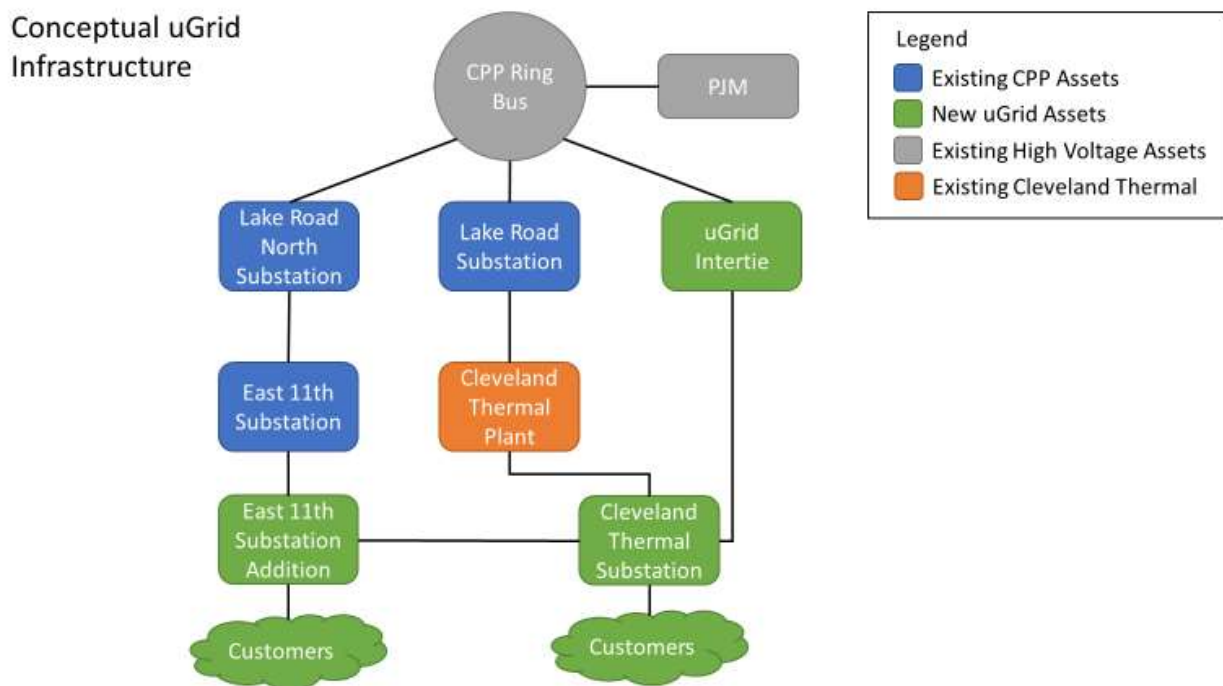 Conceptual uGrid
Infrastructure
CPP Ring
Bus
PJM
Legend
Existing CPP Assets
New uGrid Assets
Existing High Voltage Assets
Existing Cleveland Thermal
Lake Road
North
Substation
Lake Road
Substation
uGrid
Intertie
East 11th
Substation
Cleveland
Thermal
Plant
East 11th
Substation
Addition
Cleveland
Thermal
Substation
Customers
Customers